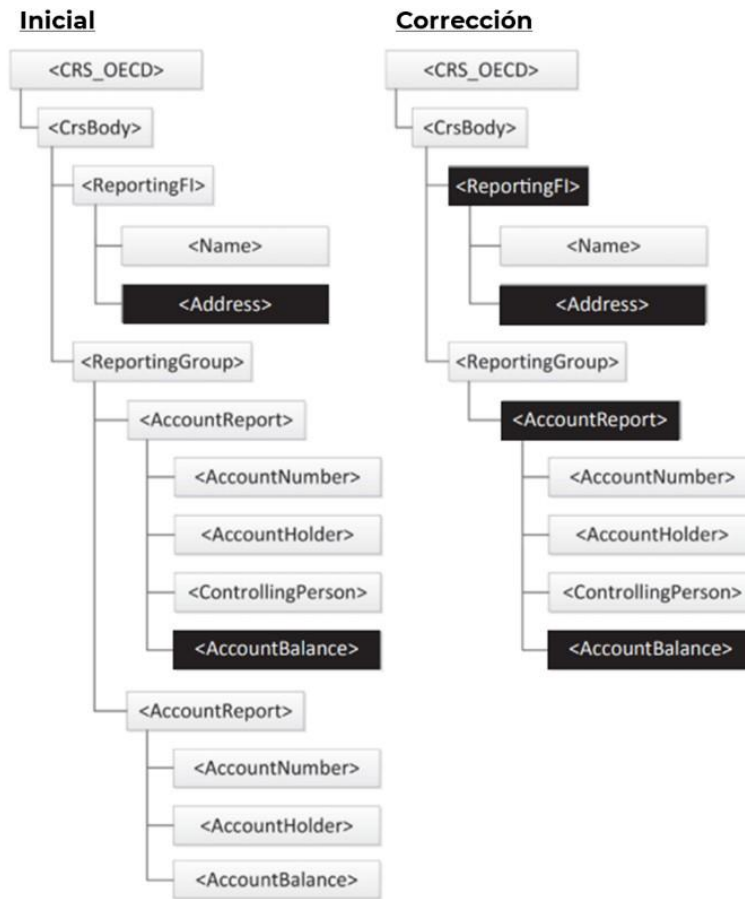 Inicial
<CRS_OECD>
<CrsBody>
<ReportingFI>
<Name>
<Address>
<ReportingGroup>
<AccountReport>
<AccountNumber>
<AccountHolder>
<ControllingPerson>
<AccountBalance>
<AccountReport>
<AccountNumber>
<AccountHolder>
<AccountBalance>
Corrección
<CRS_OECD>
<CrsBody>
<ReportingFI>
<Name>
<Address>
<ReportingGroup>
<AccountReport>
<AccountNumber>
<AccountHolder>
<ControllingPerson>
<AccountBalance>